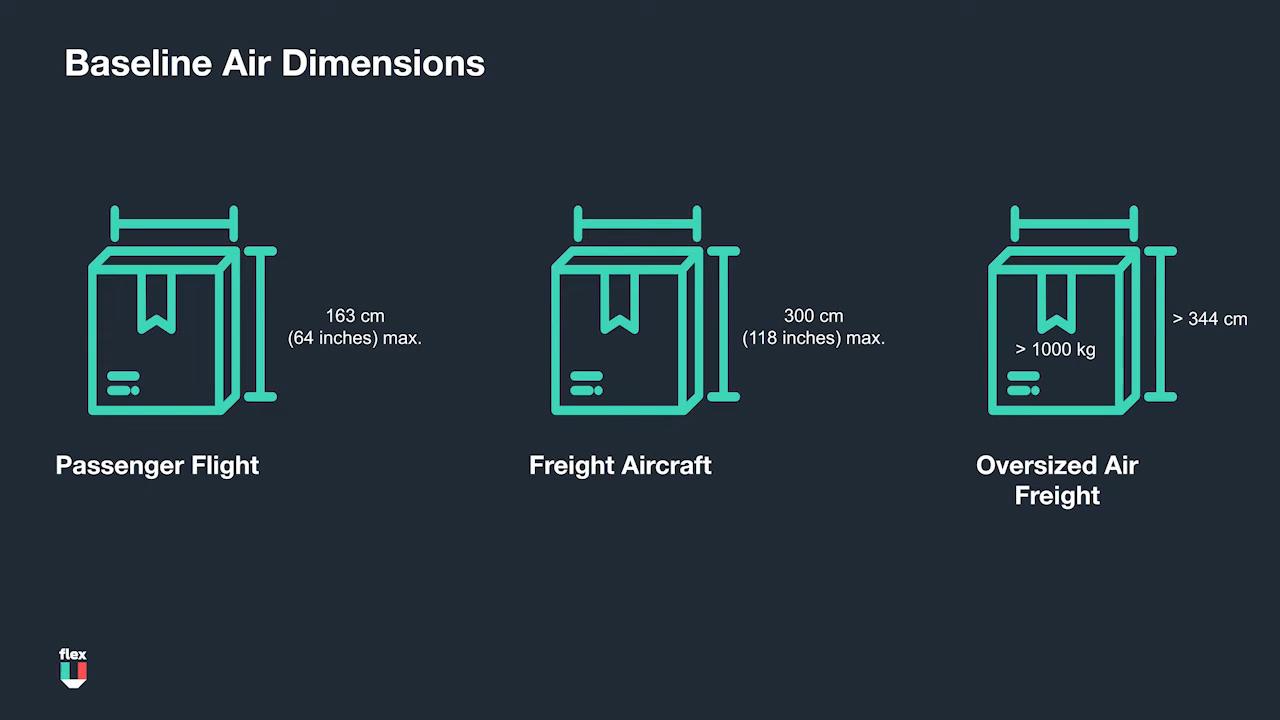 Baseline Air Dimensions
163 cm
(64 inches) max.
Passenger Flight
300 cm
(118 inches) max.
Freight Aircraft
> 344 cm
> 1000 kg
Oversized Air
Freight
flex